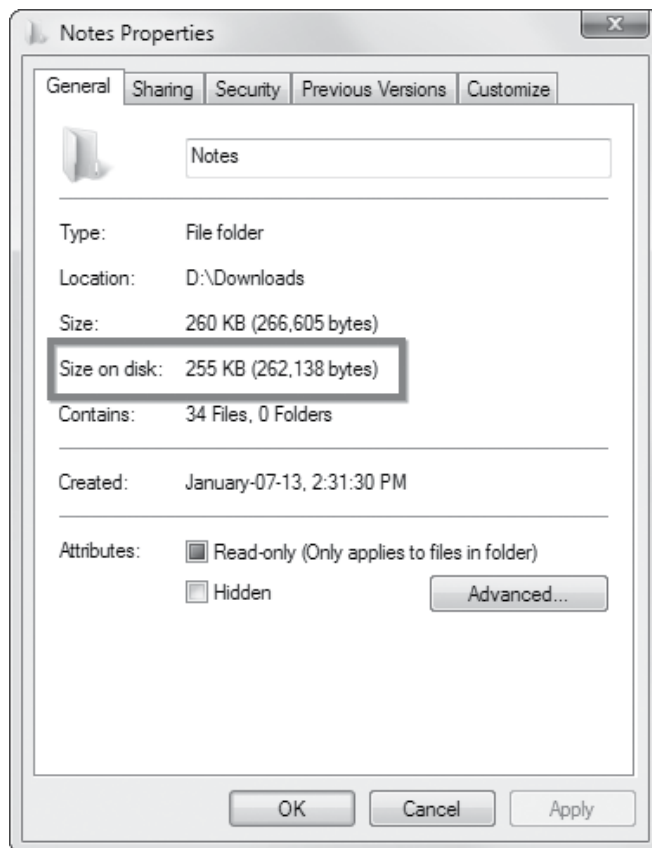 Notes Properties
General Sharing Security Previous Versions Customize
Notes
Type: File folder
Location: D:\Downloads
Size: 260 KB (266,605 bytes)
Size on disk: 255 KB (262,138 bytes)
Contains: 34 Files, 0 Folders
Created: January-07-13, 2:31:30 PM
Attributes: Read-only (Only applies to files in folder)
Hidden Advanced...
OK Cancel Apply